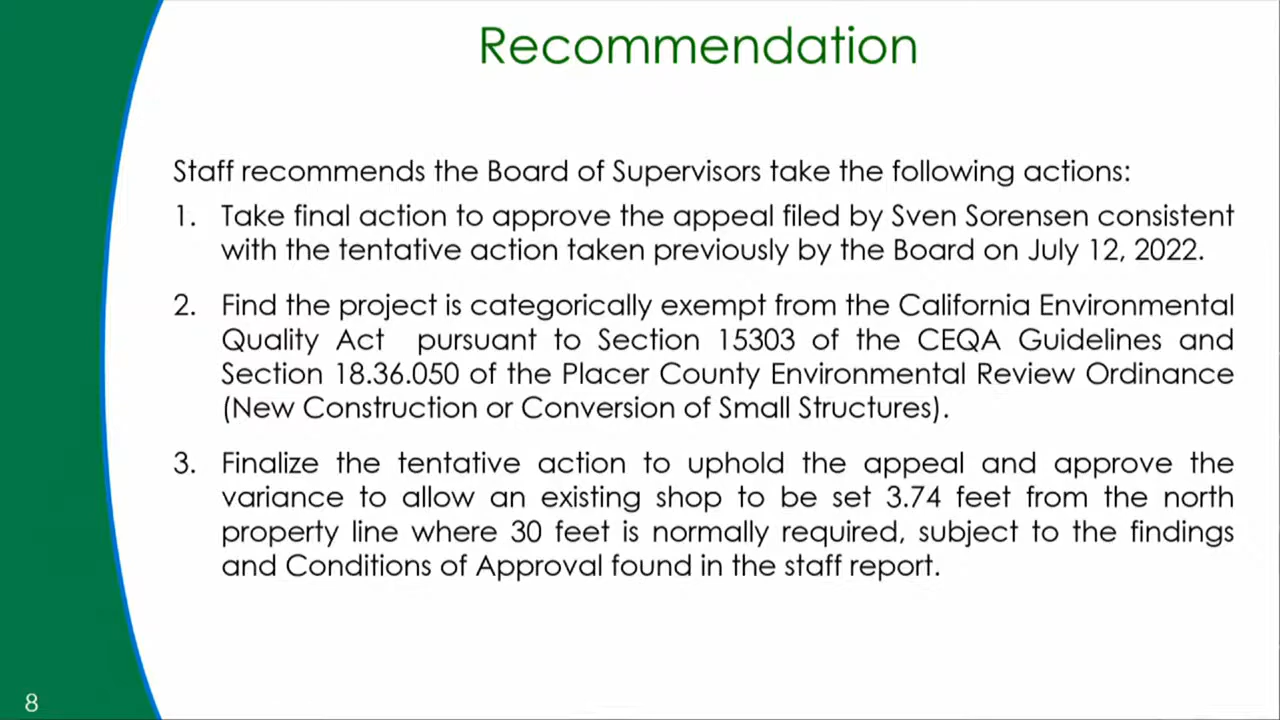 Recommendation
Staff recommends the Board of Supervisors take the following actions:
1. Take final action to approve the appeal filed by Sven Sorensen consistent
with the tentative action taken previously by the Board on July 12, 2022.
2. Find the project is categorically exempt from the California Environmental
Quality Act pursuant to Section 15303 of the CEQA Guidelines and
Section 18.36.050 of the Placer County Environmental Review Ordinance
(New Construction or Conversion of Small Structures).
3. Finalize the tentative action to uphold the appeal and approve the
variance to allow an existing shop to be set 3.74 feet from the north
property line where 30 feet is normally required, subject to the findings
and Conditions of Approval found in the staff report.
8